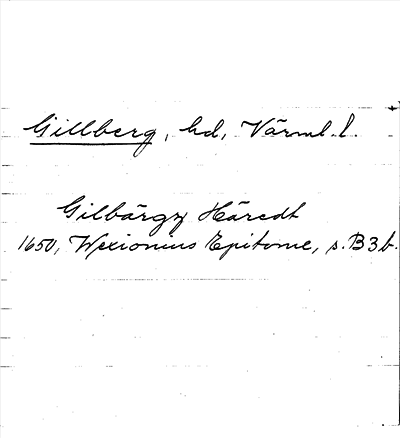 Gillberg, hd, Värml.l.
Gilbärgz Häredt
1650, Wexionius Epitome, s. B3b.